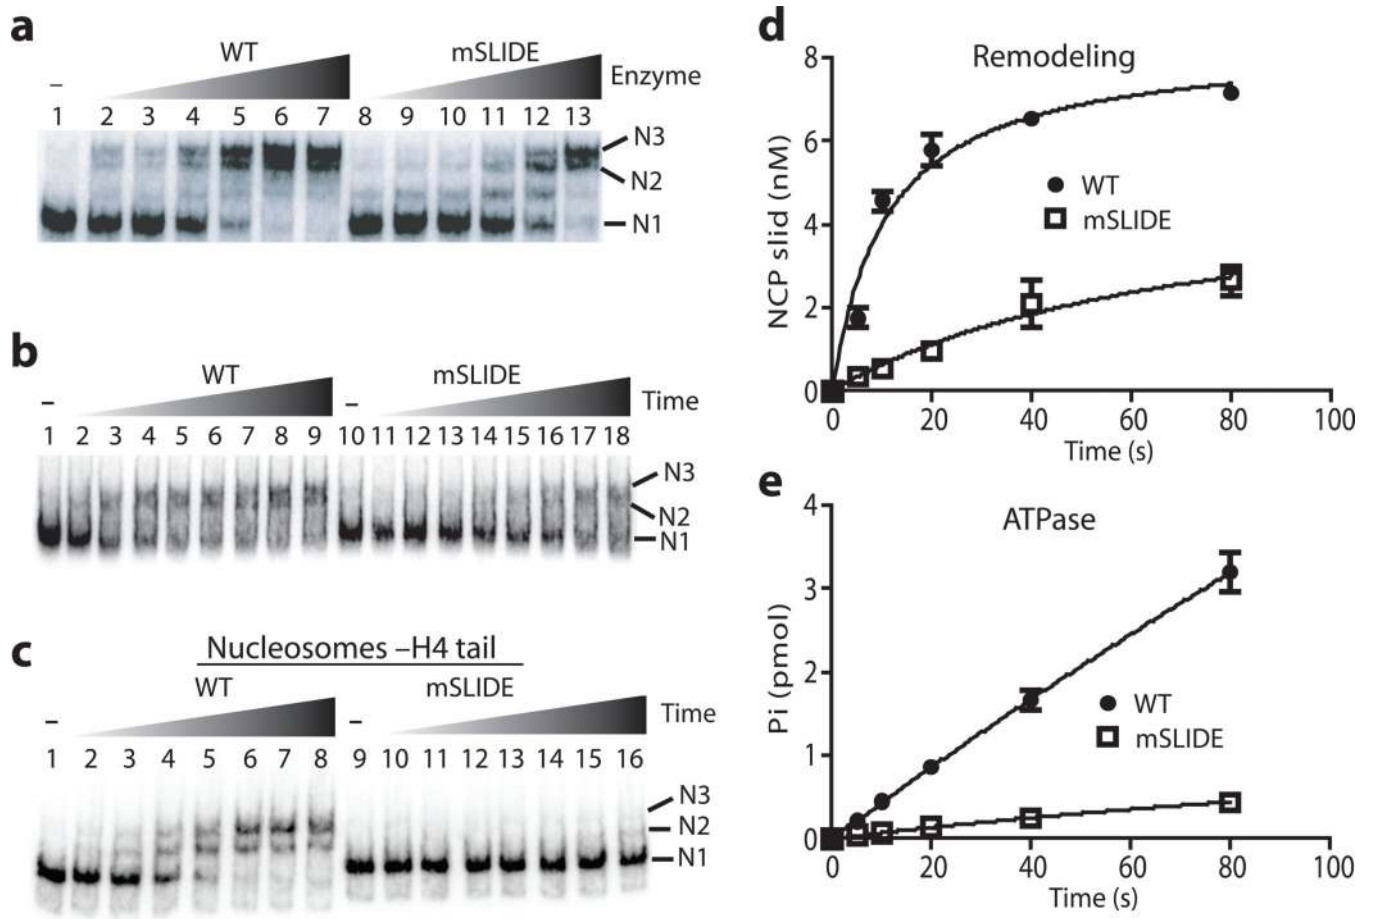 a
WT
mSLIDE
Enzyme
–
1 2 3 4 5 6 7 8 9 10 11 12 13
N3
N2
N1
b
WT
mSLIDE
Time
– –
1 2 3 4 5 6 7 8 9 10 11 12 13 14 15 16 17 18
N3
N2
N1
c
Nucleosomes –H4 tail
WT
mSLIDE
Time
– –
1 2 3 4 5 6 7 8 9 10 11 12 13 14 15 16
N3
N2
N1
d
Remodeling
NCP slid (nM)
8
6
4
2
0
WT
mSLIDE
0 20 40 60 80 100
Time (s)
e
ATPase
Pi (pmol)
4
3
2
1
0
WT
mSLIDE
0 20 40 60 80 100
Time (s)